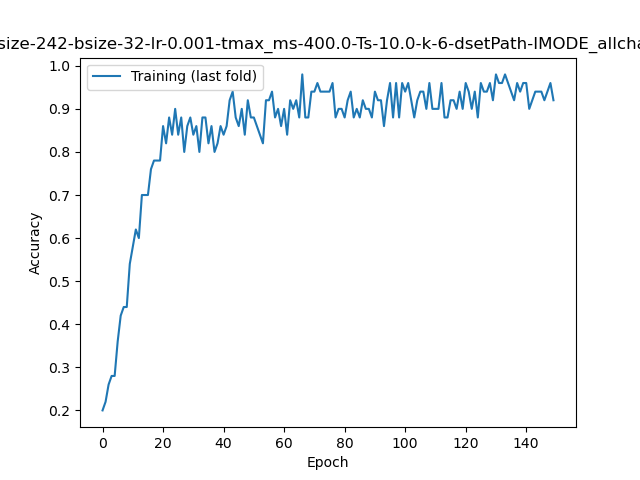 size-242-bsize-32-lr-0.001-tmax_ms-400.0-Ts-10.0-k-6-dsetPath-IMODE_allcha
Training (last fold)
1.0
0.9
0.8
0.7
0.6
0.5
0.4
0.3
0.2
Accuracy
0 20 40 60 80 100 120 140
Epoch